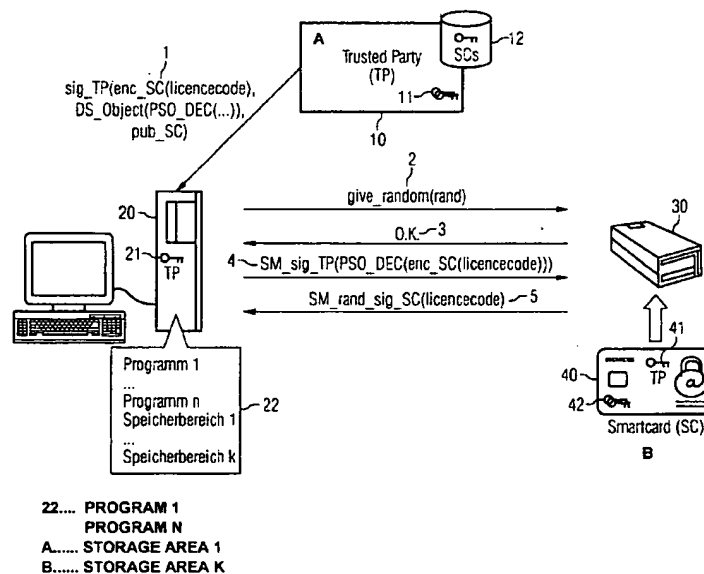 1
A
12
SCs
Trusted Party
(TP)
11
10
sig_TP(enc_SC(licencecode),
DS_Object(PSO_DEC(...)),
pub_SC)
2
give_random(rand)
20
30
O.K.
3
21
TP
4
SM_sig_TP(PSO_DEC(enc_SC(licencecode)))
SM_rand_sig_SC(licencecode)
5
41
Programm 1
...
Programm n
Speicherbereich 1
...
Speicherbereich k
22
40
TP
@
42
Smartcard (SC)
B
22.... PROGRAM 1
PROGRAM N
A...... STORAGE AREA 1
B...... STORAGE AREA K